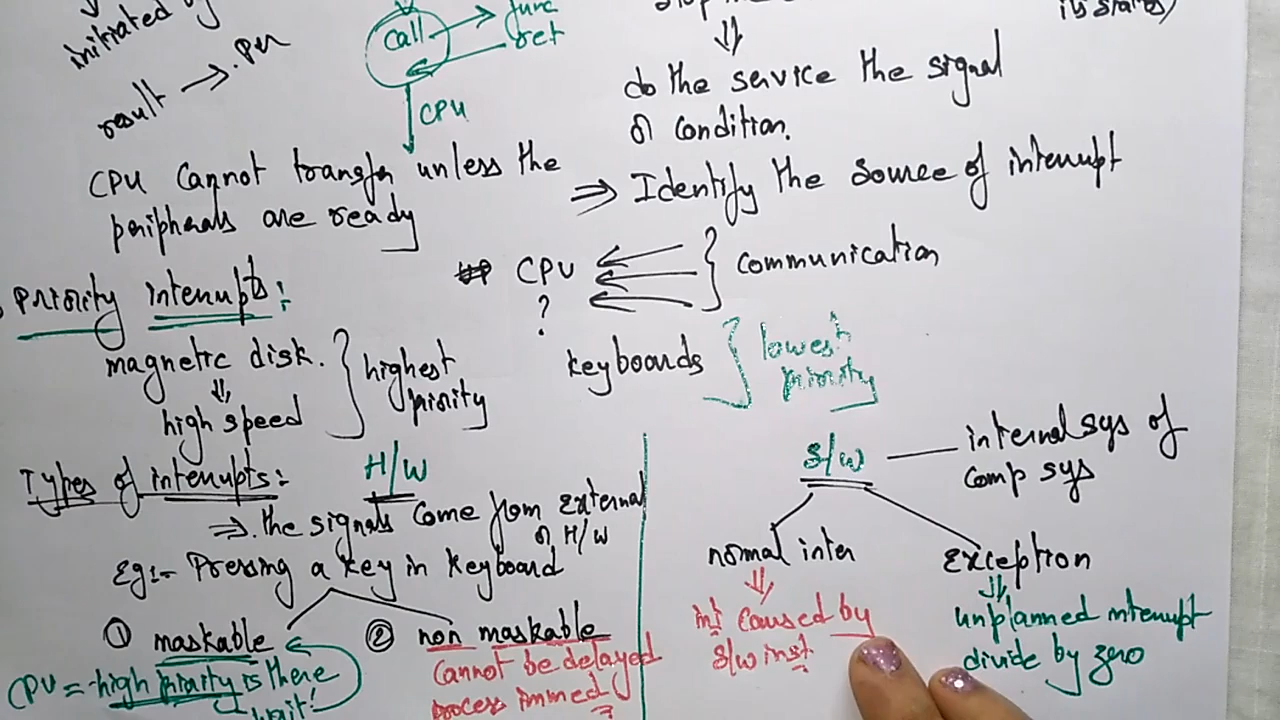 initiated by
result → per
call → func
ret
CPU
CPU cannot transfer unless the
peripherals are ready
do the service the signal
or condition.
⇒ Identify the source of interrupt
CPU
?
communication
Priority interrupts:
magnetic disk.
⇓
high speed
highest
priority
keyboards
lowest
priority
Types of interrupts:
H/W
⇒ the signals come from external
or H/W
Eg:- Pressing a key in keyboard
① maskable
CPU = high priority is there
wait!
② non maskable
cannot be delayed
process immed
S/W
internal sys of
comp sys
normal inter
⇓
int caused by
S/w inst
Exception
⇓
unplanned interrupt
divide by zero